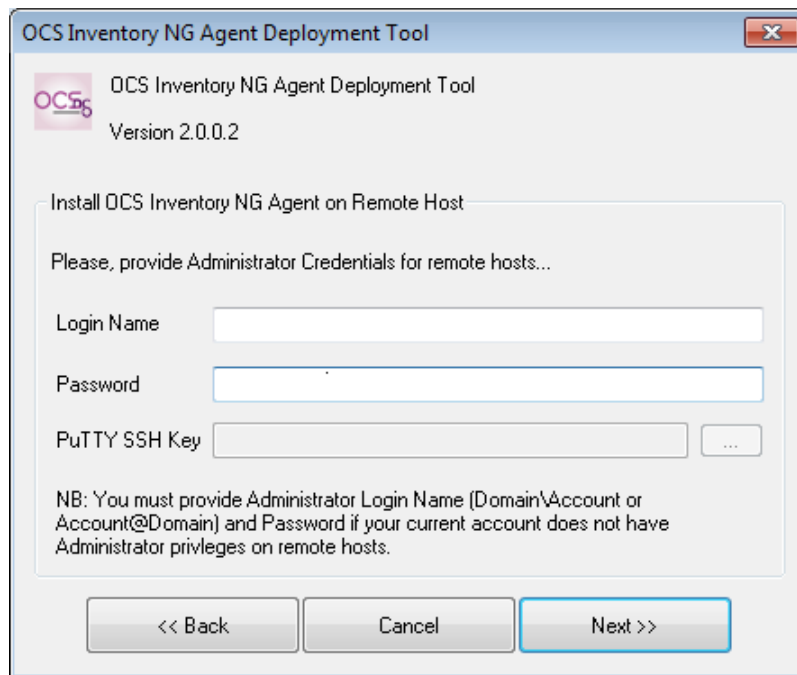 OCS Inventory NG Agent Deployment Tool
OCS Inventory NG Agent Deployment Tool
Version 2.0.0.2
Install OCS Inventory NG Agent on Remote Host
Please, provide Administrator Credentials for remote hosts...
Login Name
Password
PuTTY SSH Key
...
NB: You must provide Administrator Login Name (Domain\Account or
Account@Domain) and Password if your current account does not have
Administrator privleges on remote hosts.
<< Back
Cancel
Next >>